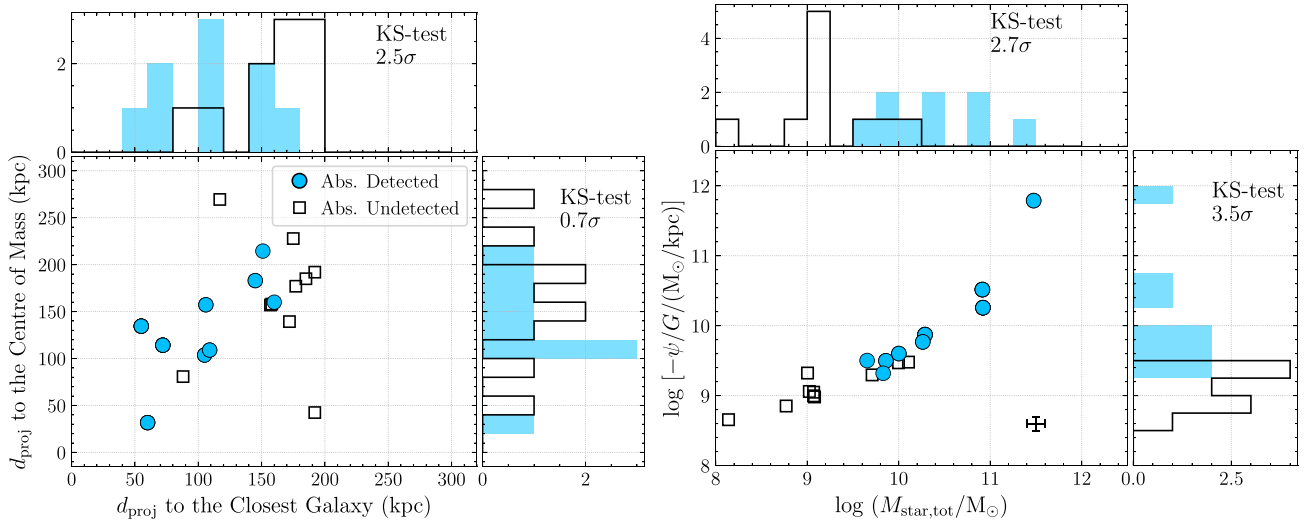 KS-test
2.5σ
2
0
d_proj to the Centre of Mass (kpc)
300
250
200
150
100
50
0
Abs. Detected
Abs. Undetected
KS-test
0.7σ
0 50 100 150 200 250 300
0 2
d_proj to the Closest Galaxy (kpc)
KS-test
2.7σ
4
2
0
log [−ψ/G/(M⊙/kpc)]
12
11
10
9
8
KS-test
3.5σ
8 9 10 11 12
0.0 2.5
log (M_star,tot/M⊙)